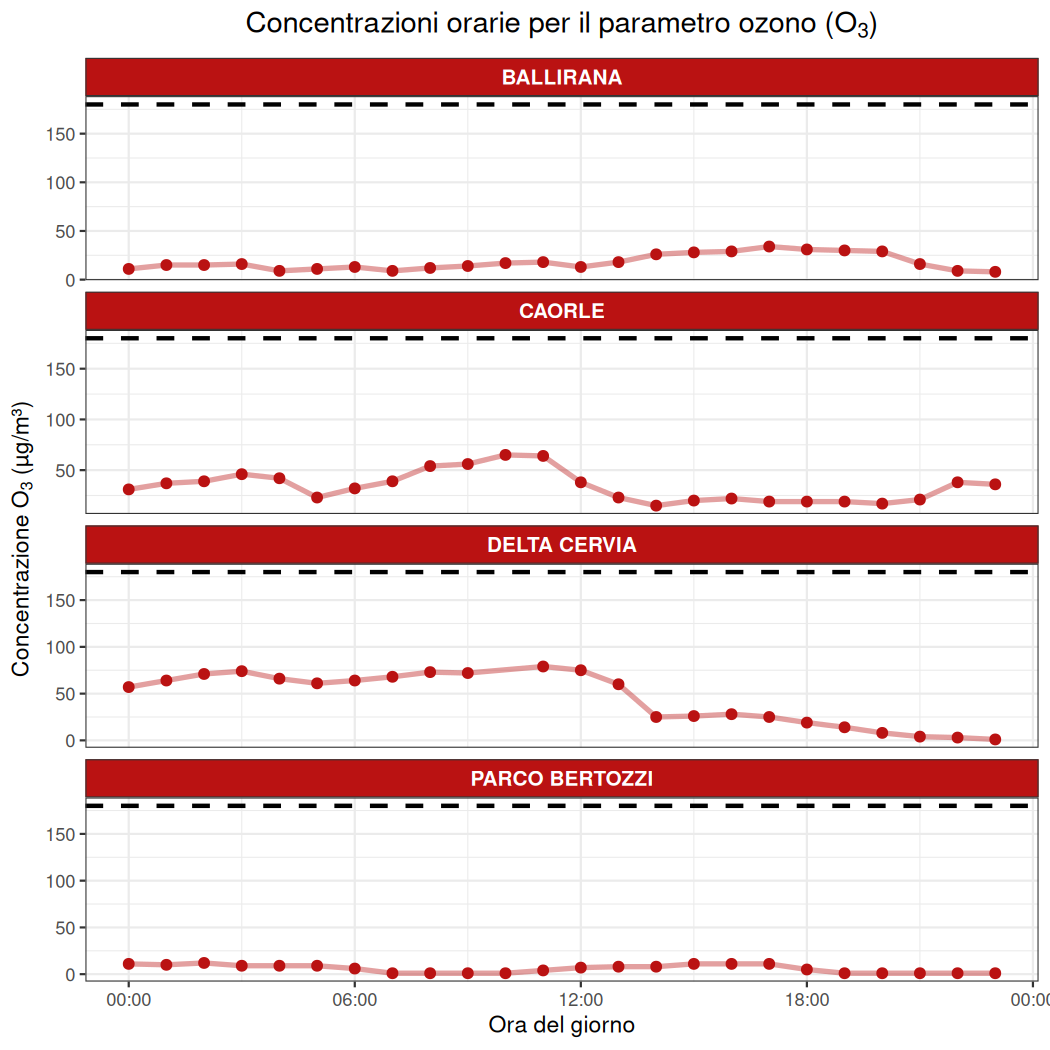 Concentrazioni orarie per il parametro ozono (O₃)
BALLIRANA
150
100
50
0
CAORLE
150
100
50
DELTA CERVIA
150
100
50
0
PARCO BERTOZZI
150
100
50
0
00:00 06:00 12:00 18:00 00:00
Ora del giorno
Concentrazione O₃ (µg/m³)